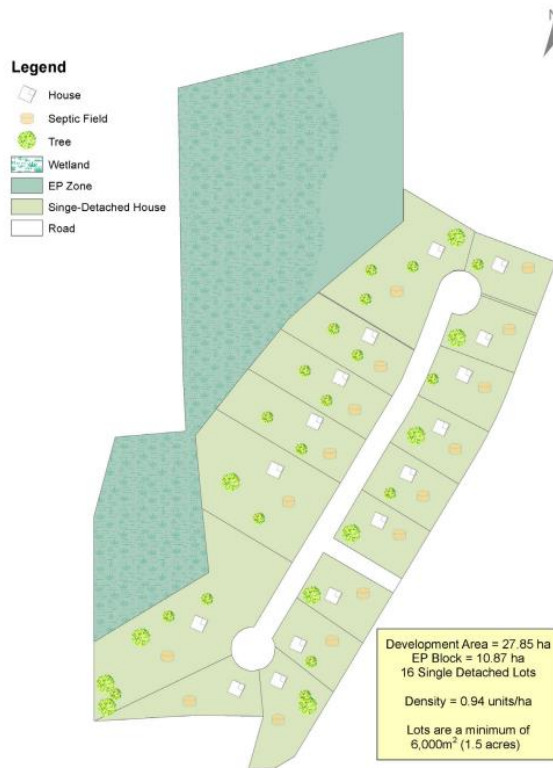 N
Legend
House
Septic Field
Tree
Wetland
EP Zone
Singe-Detached House
Road
Development Area = 27.85 ha
EP Block = 10.87 ha
16 Single Detached Lots
Density = 0.94 units/ha
Lots are a minimum of
6,000m² (1.5 acres)